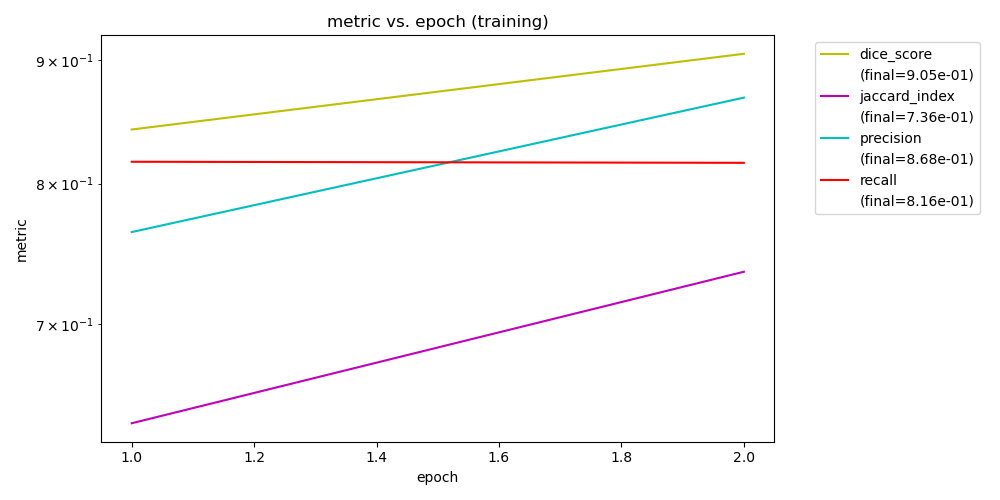 metric vs. epoch (training)
metric
9 × 10⁻¹
8 × 10⁻¹
7 × 10⁻¹
1.0 1.2 1.4 1.6 1.8 2.0
epoch
dice_score
(final=9.05e-01)
jaccard_index
(final=7.36e-01)
precision
(final=8.68e-01)
recall
(final=8.16e-01)